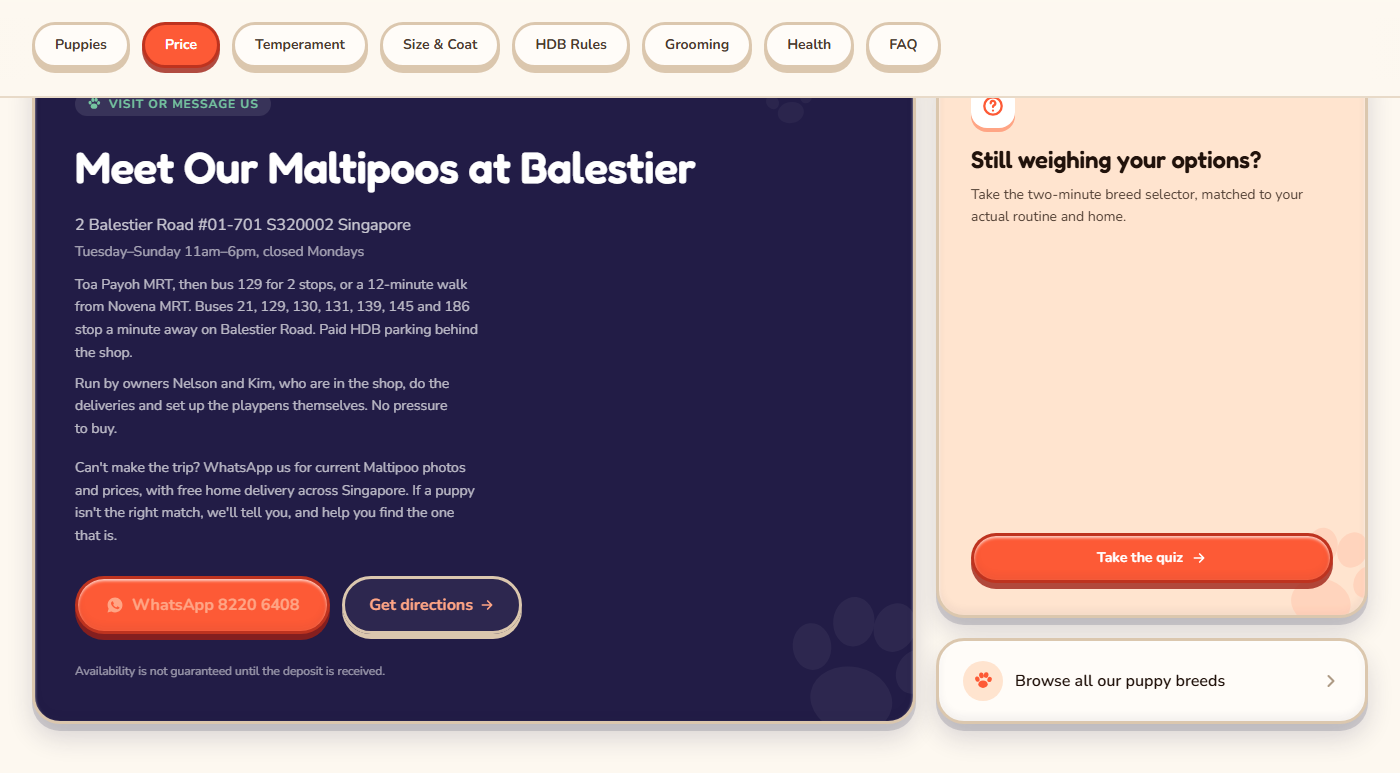 Puppies
Price
Temperament
Size & Coat
HDB Rules
Grooming
Health
FAQ
VISIT OR MESSAGE US
Meet Our Maltipoos at Balestier
2 Balestier Road #01-701 S320002 Singapore
Tuesday–Sunday 11am–6pm, closed Mondays
Toa Payoh MRT, then bus 129 for 2 stops, or a 12-minute walk
from Novena MRT. Buses 21, 129, 130, 131, 139, 145 and 186
stop a minute away on Balestier Road. Paid HDB parking behind
the shop.
Run by owners Nelson and Kim, who are in the shop, do the
deliveries and set up the playpens themselves. No pressure
to buy.
Can't make the trip? WhatsApp us for current Maltipoo photos
and prices, with free home delivery across Singapore. If a puppy
isn't the right match, we'll tell you, and help you find the one
that is.
WhatsApp 8220 6408
Get directions →
Availability is not guaranteed until the deposit is received.
Still weighing your options?
Take the two-minute breed selector, matched to your
actual routine and home.
Take the quiz →
Browse all our puppy breeds